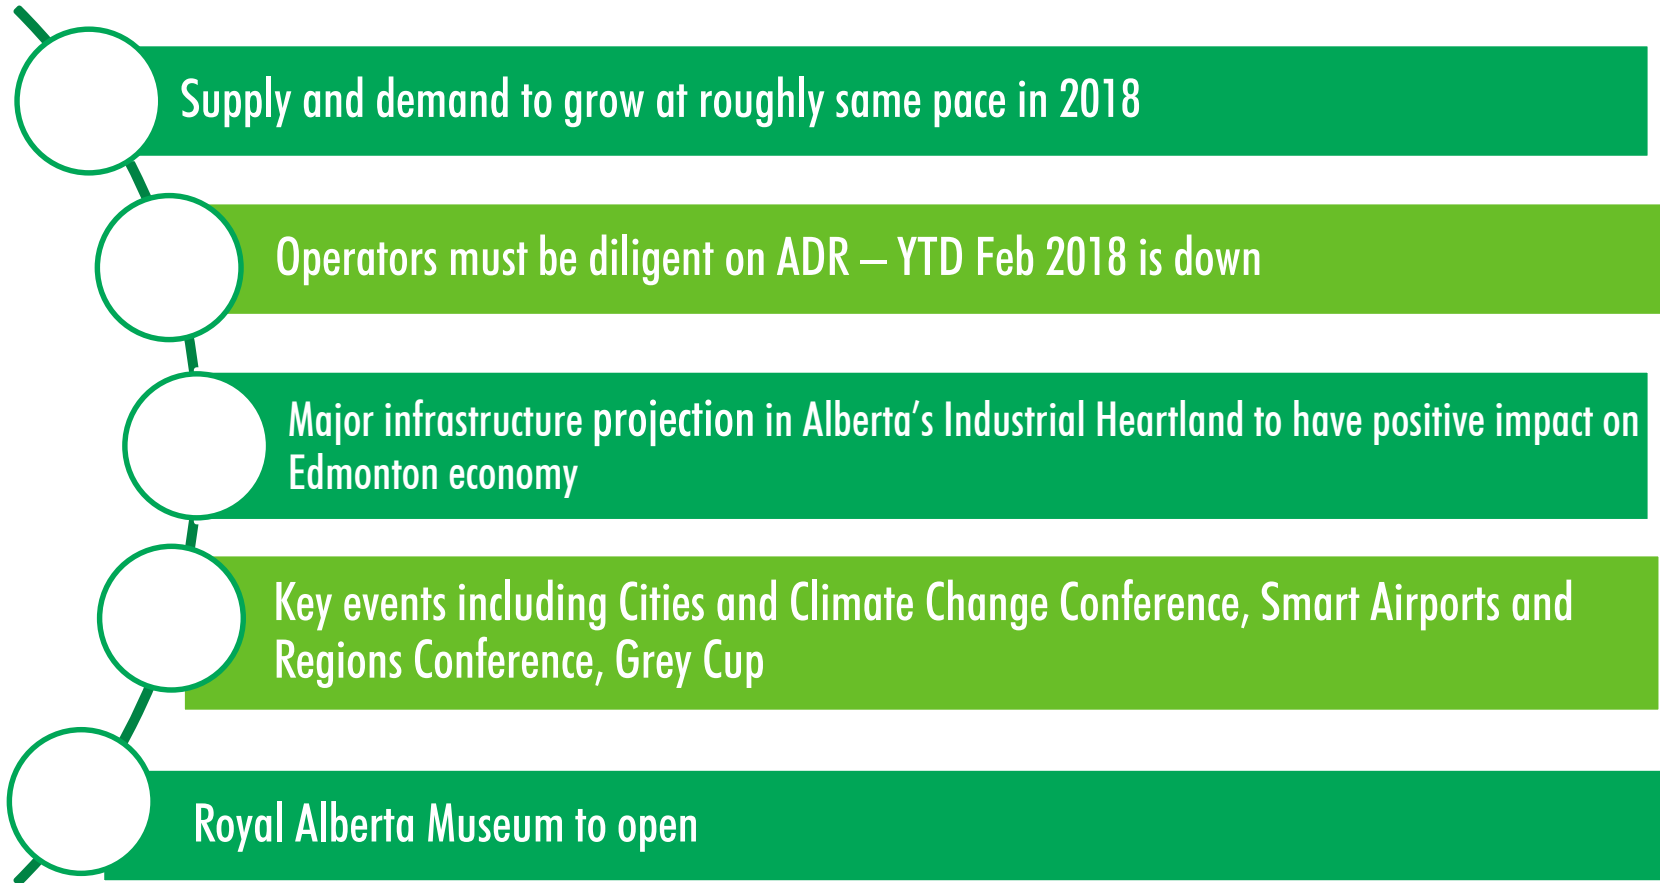 Supply and demand to grow at roughly same pace in 2018
Operators must be diligent on ADR – YTD Feb 2018 is down
Major infrastructure projection in Alberta’s Industrial Heartland to have positive impact on
Edmonton economy
Key events including Cities and Climate Change Conference, Smart Airports and
Regions Conference, Grey Cup
Royal Alberta Museum to open